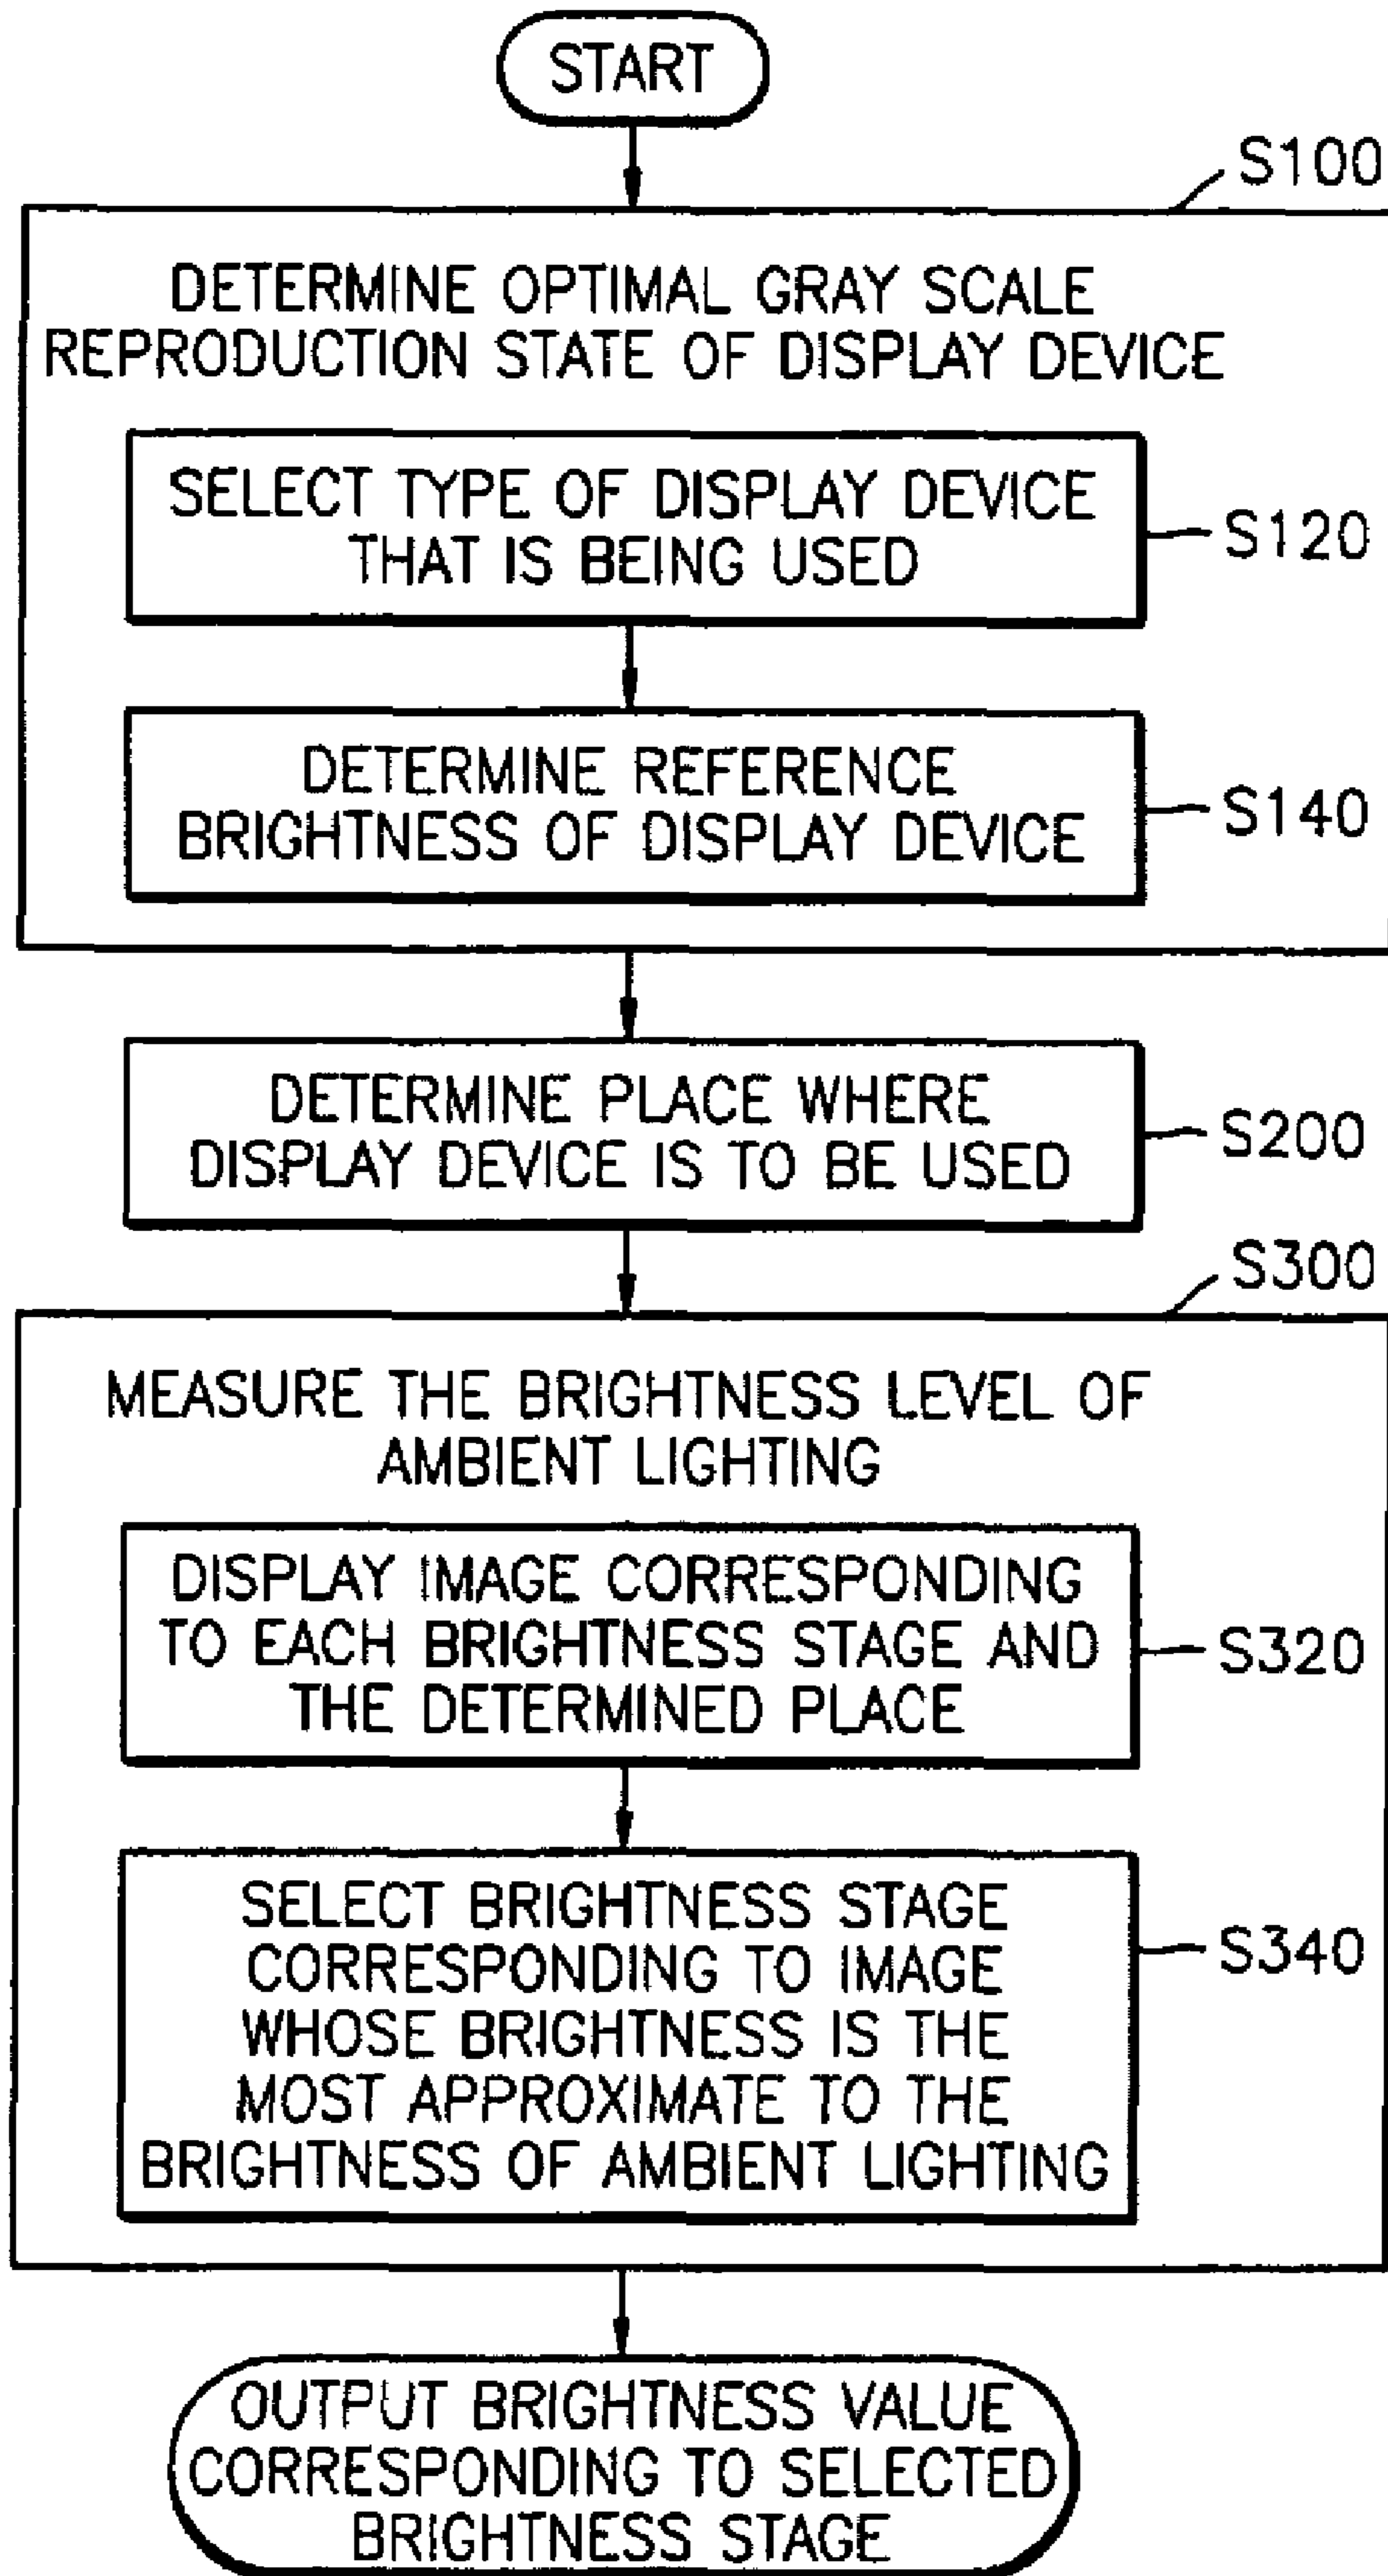 START
S100
DETERMINE OPTIMAL GRAY SCALE
REPRODUCTION STATE OF DISPLAY DEVICE
SELECT TYPE OF DISPLAY DEVICE
THAT IS BEING USED
S120
DETERMINE REFERENCE
BRIGHTNESS OF DISPLAY DEVICE
S140
DETERMINE PLACE WHERE
DISPLAY DEVICE IS TO BE USED
S200
S300
MEASURE THE BRIGHTNESS LEVEL OF
AMBIENT LIGHTING
DISPLAY IMAGE CORRESPONDING
TO EACH BRIGHTNESS STAGE AND
THE DETERMINED PLACE
S320
SELECT BRIGHTNESS STAGE
CORRESPONDING TO IMAGE
WHOSE BRIGHTNESS IS THE
MOST APPROXIMATE TO THE
BRIGHTNESS OF AMBIENT LIGHTING
S340
OUTPUT BRIGHTNESS VALUE
CORRESPONDING TO SELECTED
BRIGHTNESS STAGE